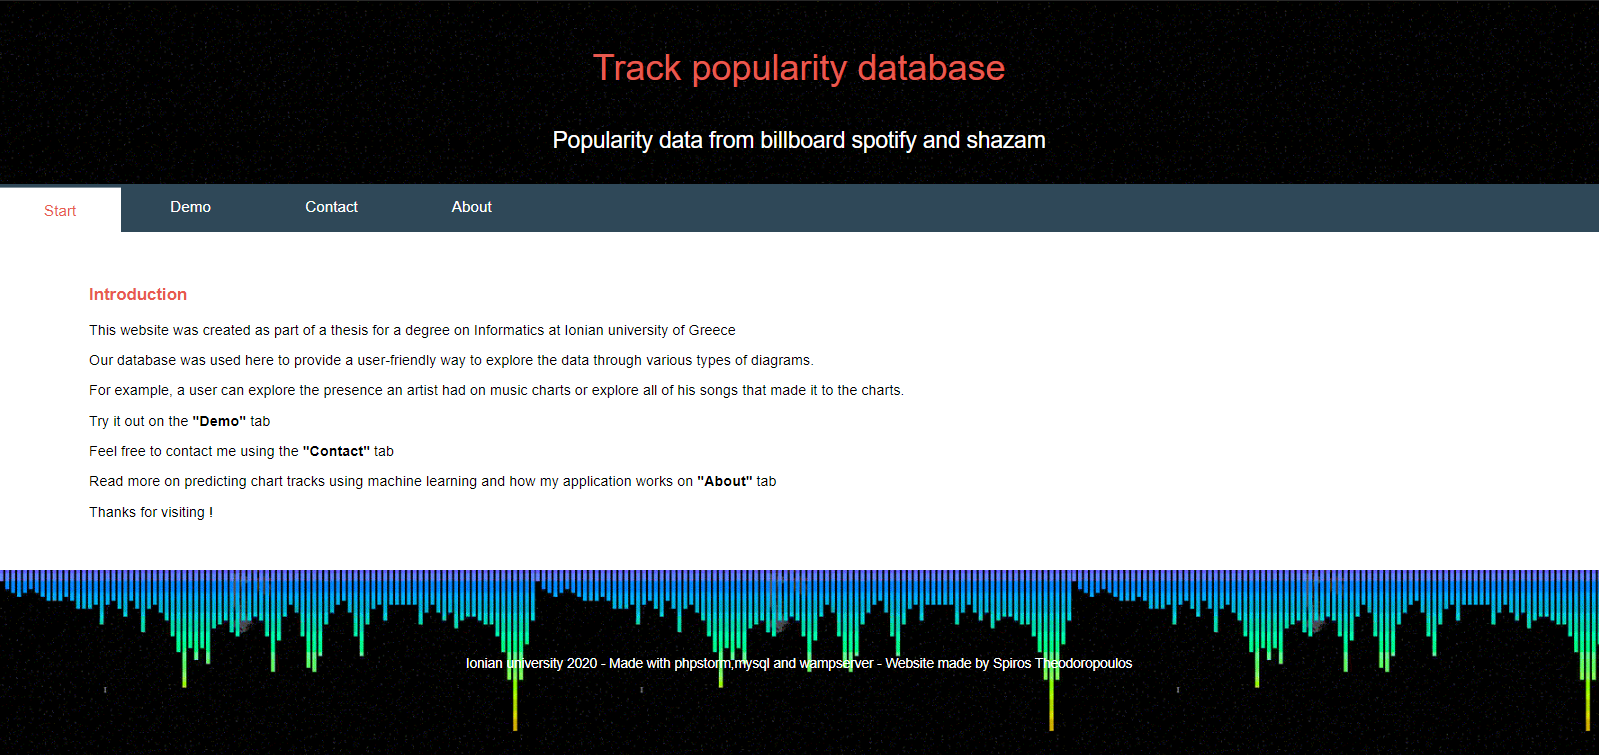 Track popularity database
Popularity data from billboard spotify and shazam
Start Demo Contact About
Introduction
This website was created as part of a thesis for a degree on Informatics at Ionian university of Greece
Our database was used here to provide a user-friendly way to explore the data through various types of diagrams.
For example, a user can explore the presence an artist had on music charts or explore all of his songs that made it to the charts.
Try it out on the "Demo" tab
Feel free to contact me using the "Contact" tab
Read more on predicting chart tracks using machine learning and how my application works on "About" tab
Thanks for visiting !
Ionian university 2020 - Made with phpstorm,mysql and wampserver - Website made by Spiros Theodoropoulos